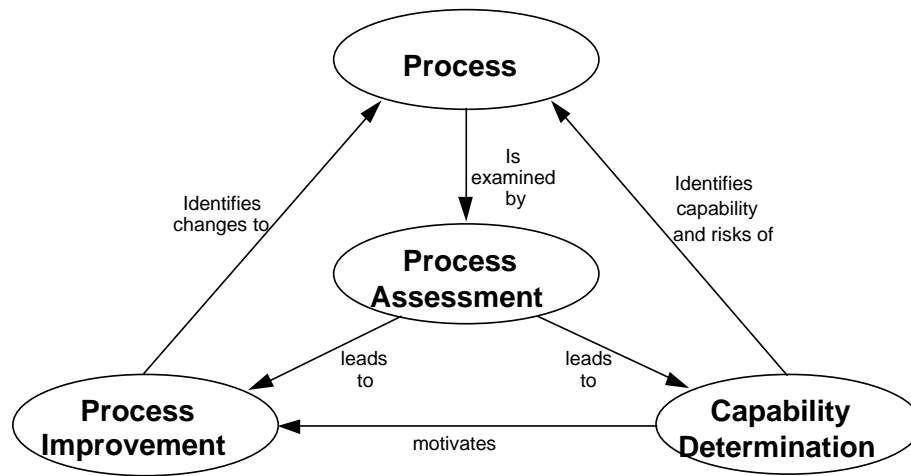 Process
Is
examined
by
Identifies
changes to
Identifies
capability
and risks of
Process
Assessment
leads
to
leads
to
Process
Improvement
motivates
Capability
Determination